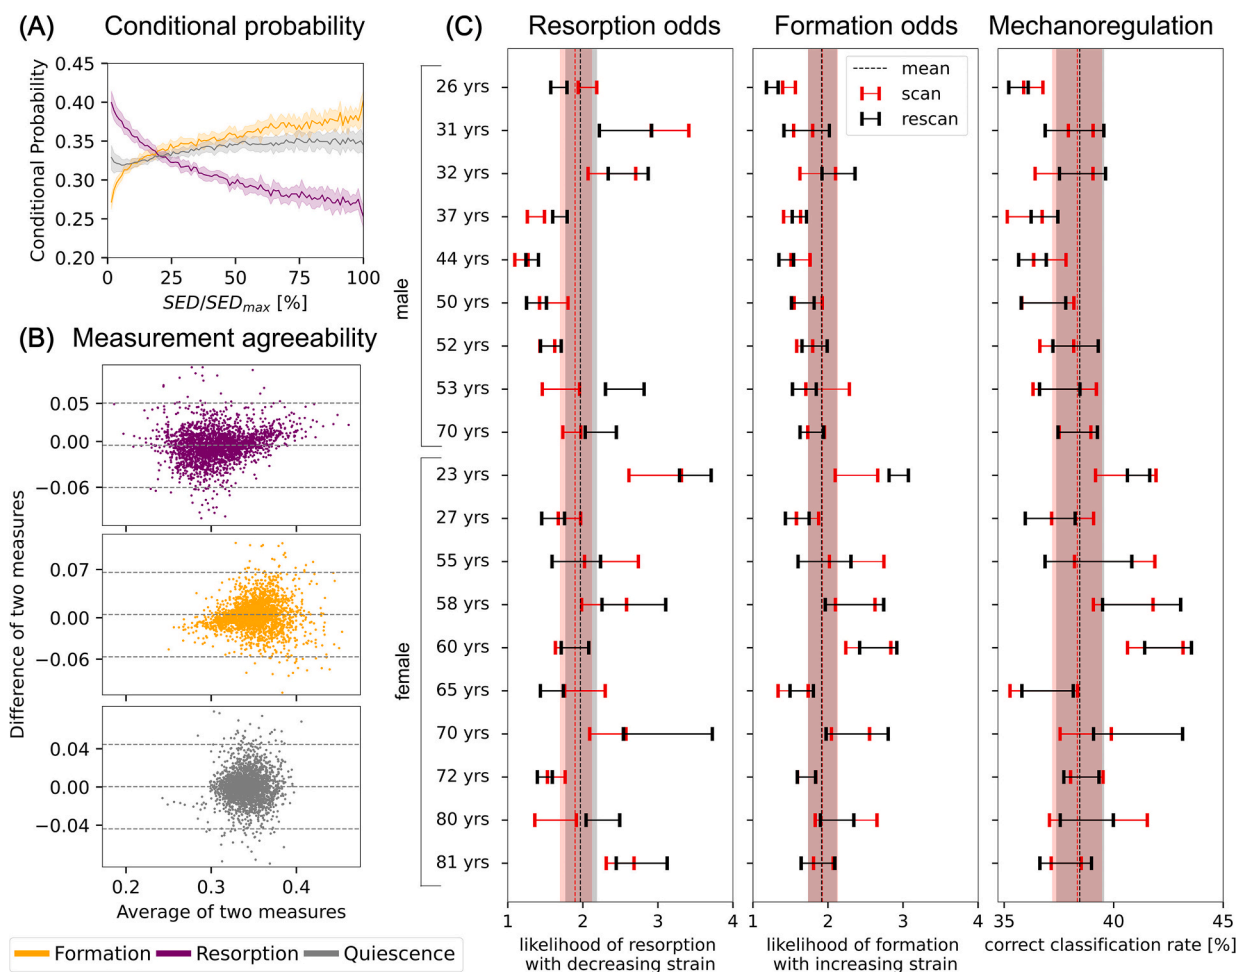 (A) Conditional probability
Conditional Probability
0.45
0.40
0.35
0.30
0.25
0.20
0 25 50 75 100
SED/SED_max [%]
(B) Measurement agreeability
Difference of two measures
0.05
0.00
−0.06
0.07
0.00
−0.06
0.04
0.00
−0.04
0.2 0.3 0.4
Average of two measures
Formation Resorption Quiescence
(C) Resorption odds Formation odds Mechanoregulation
mean
scan
rescan
male
26 yrs
31 yrs
32 yrs
37 yrs
44 yrs
50 yrs
52 yrs
53 yrs
70 yrs
female
23 yrs
27 yrs
55 yrs
58 yrs
60 yrs
65 yrs
70 yrs
72 yrs
80 yrs
81 yrs
1 2 3 4
likelihood of resorption
with decreasing strain
1 2 3 4
likelihood of formation
with increasing strain
35 40 45
correct classification rate [%]